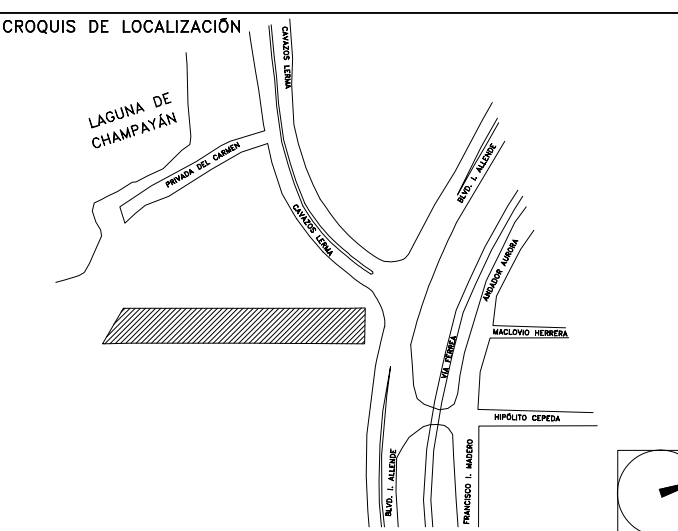 CROQUIS DE LOCALIZACIÓN
CAVAZOS LERMA
LAGUNA DE
CHAMPAYÁN
PRIVADA DEL CARMEN
BLVD. I. ALLENDE
CAVAZOS LERMA
ANDADOR AURORA
MACLOVIO HERRERA
VIA FERREA
HIPÓLITO CEPEDA
BLVD. I. ALLENDE
FRANCISCO I. MADERO